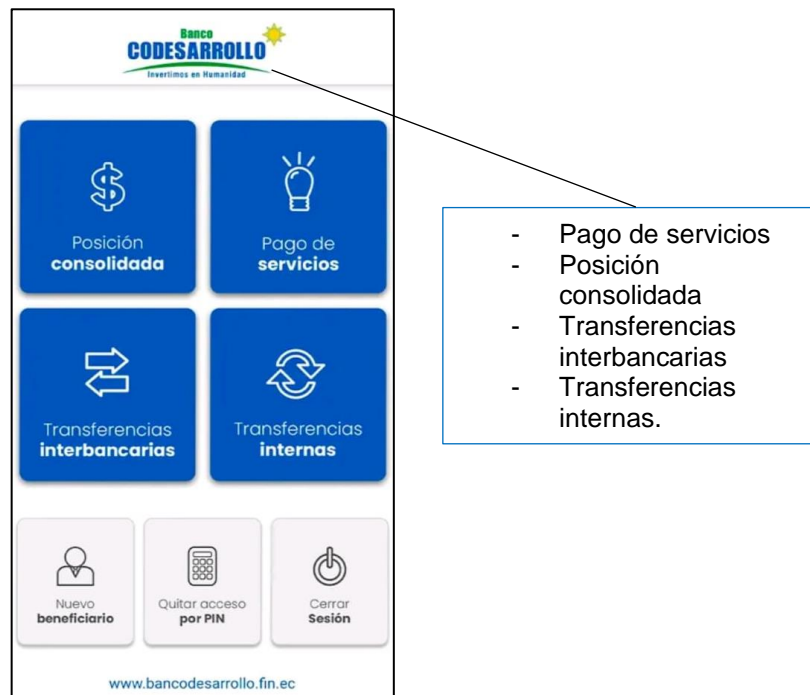 Banco
CODESARROLLO
Invertimos en Humanidad
Posición
consolidada
Pago de
servicios
Transferencias
interbancarias
Transferencias
internas
Nuevo
beneficiario
Quitar acceso
por PIN
Cerrar
Sesión
www.bancodesarrollo.fin.ec
- Pago de servicios
- Posición
consolidada
- Transferencias
interbancarias
- Transferencias
internas.